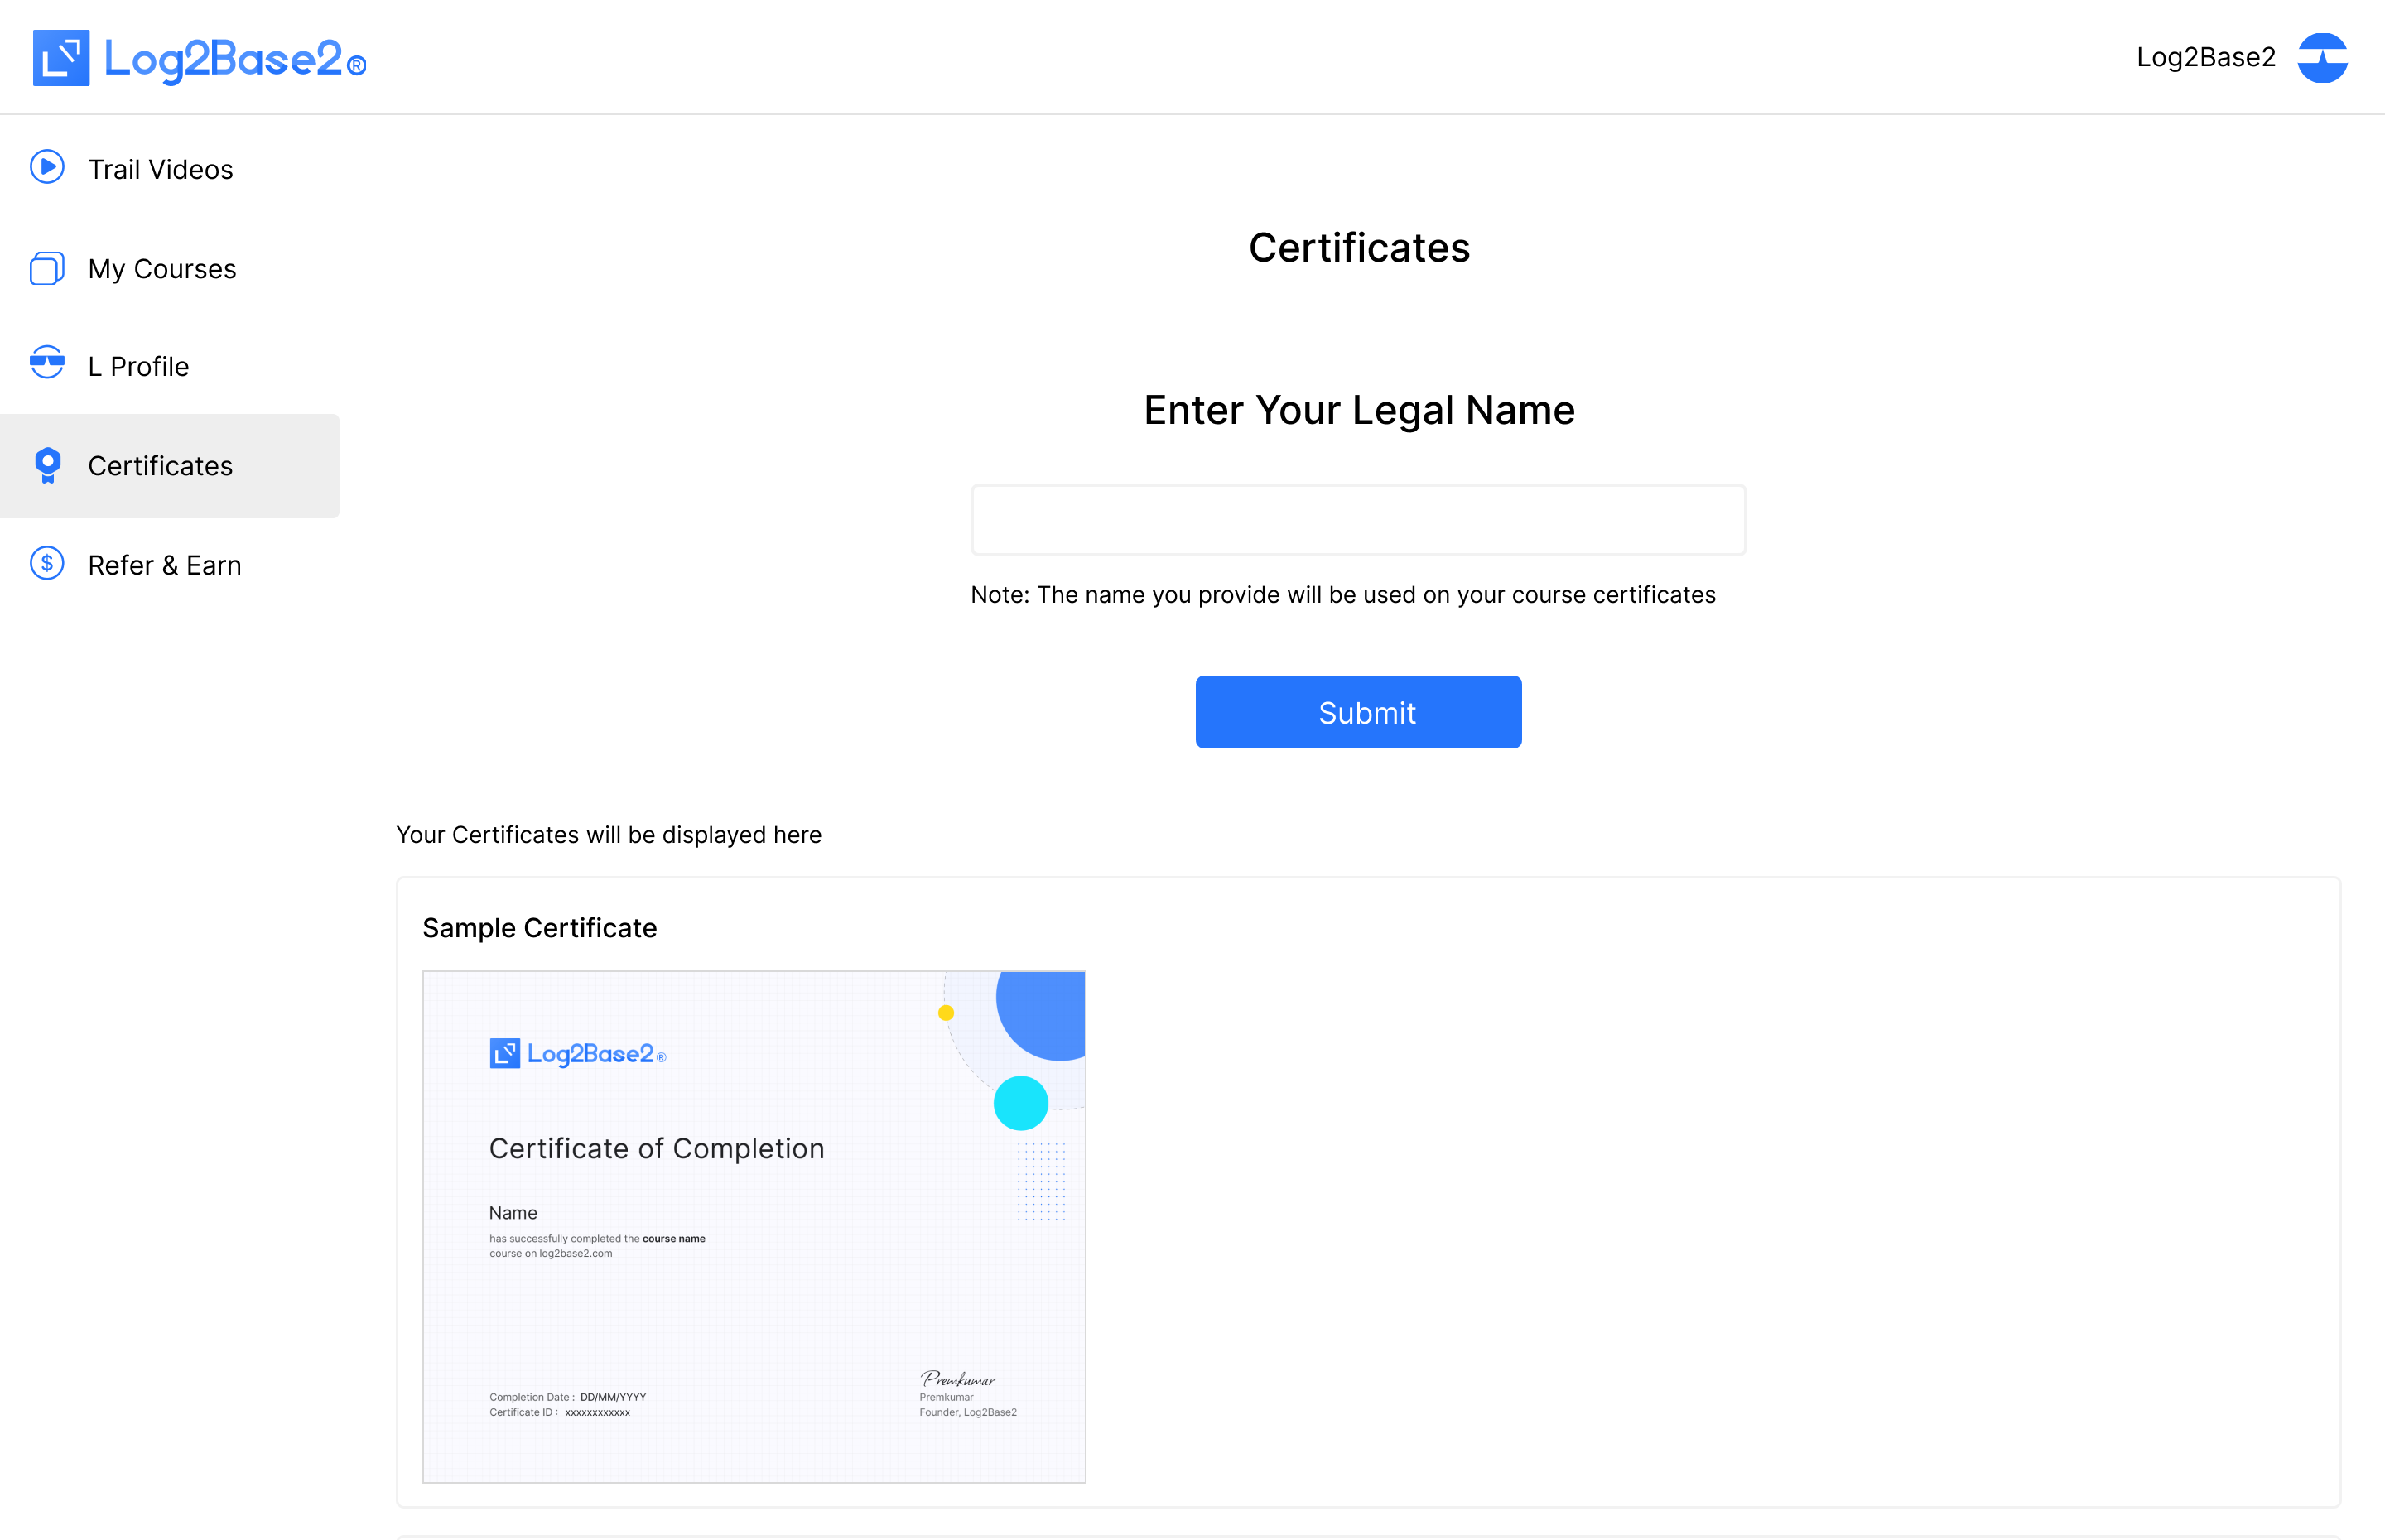 Log2Base2®
Log2Base2
Trail Videos
My Courses
L Profile
Certificates
Refer & Earn
Certificates
Enter Your Legal Name
Note: The name you provide will be used on your course certificates
Submit
Your Certificates will be displayed here
Sample Certificate
Log2Base2®
Certificate of Completion
Name
has successfully completed the course name
course on log2base2.com
Completion Date : DD/MM/YYYY
Certificate ID : xxxxxxxxxxxx
Premkumar
Premkumar
Founder, Log2Base2